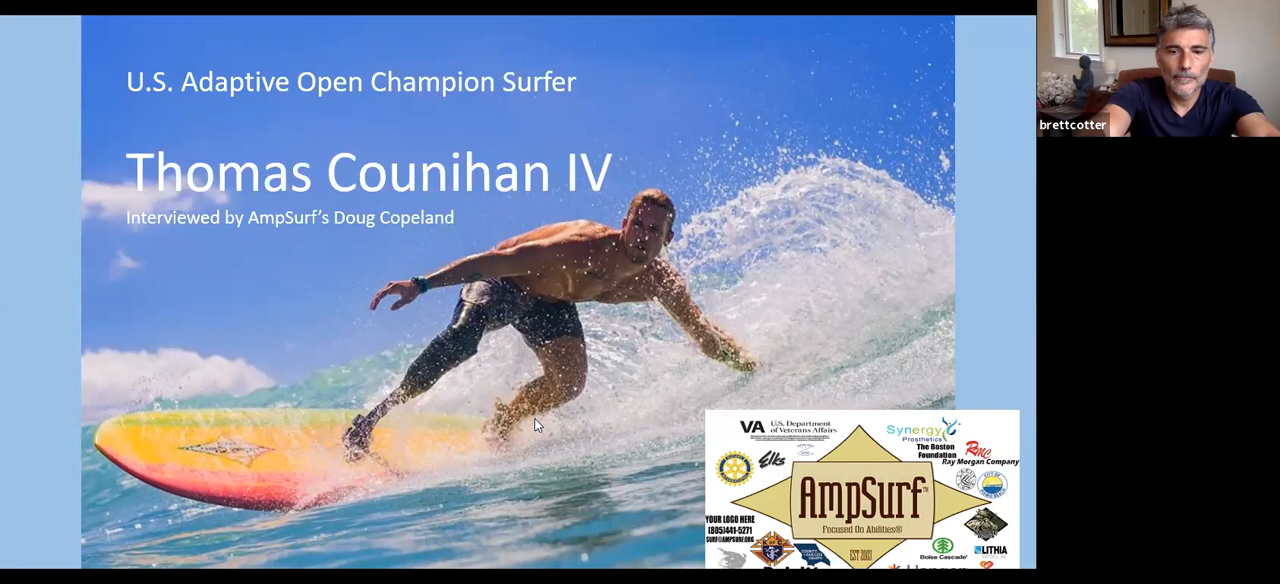 U.S. Adaptive Open Champion Surfer
Thomas Counihan IV
Interviewed by AmpSurf's Doug Copeland
brettcotter
VA
U.S. Department
of Veterans Affairs
Synergy
Prosthetics
The Boston
Foundation
RMC
Ray Morgan Company
Elks
AmpSurf™
Focused On Abilities®
EST 2003
YOUR LOGO HERE
(805)441-5271
SURF@AMPSURF.ORG
Boise Cascade
LITHIA